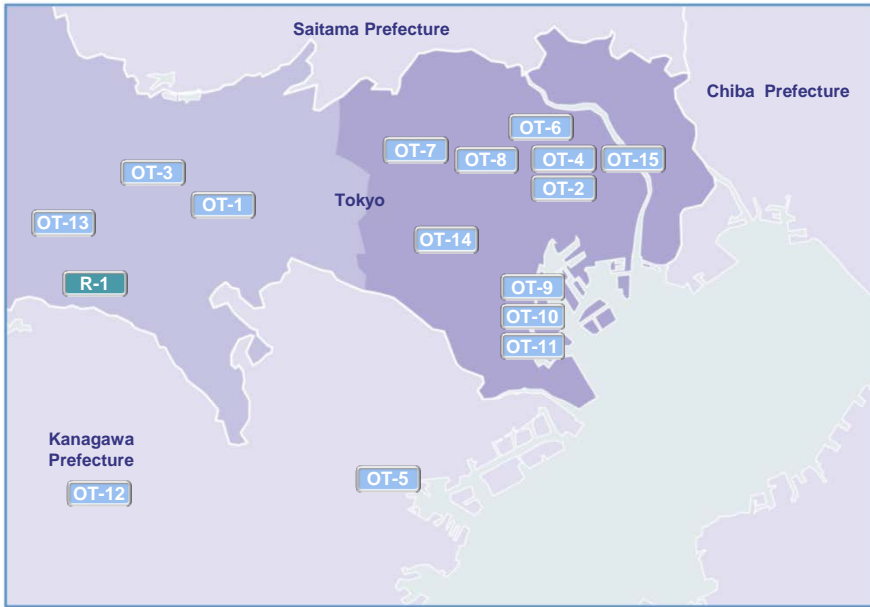 Saitama Prefecture
Chiba Prefecture
OT-6
OT-7
OT-8
OT-4
OT-15
OT-3
OT-2
OT-1
Tokyo
OT-13
OT-14
R-1
OT-9
OT-10
OT-11
Kanagawa
Prefecture
OT-5
OT-12